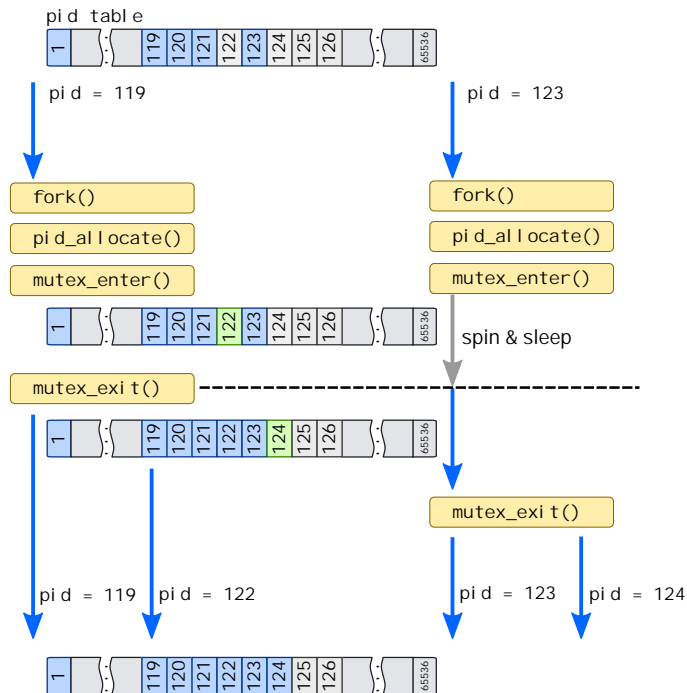 pid table
1 119 120 121 122 123 124 125 126 65536
pid = 119
pid = 123
fork()
fork()
pid_allocate()
pid_allocate()
mutex_enter()
mutex_enter()
1 119 120 121 122 123 124 125 126 65536
spin & sleep
mutex_exit()
1 119 120 121 122 123 124 125 126 65536
mutex_exit()
pid = 119
pid = 122
pid = 123
pid = 124
1 119 120 121 122 123 124 125 126 65536